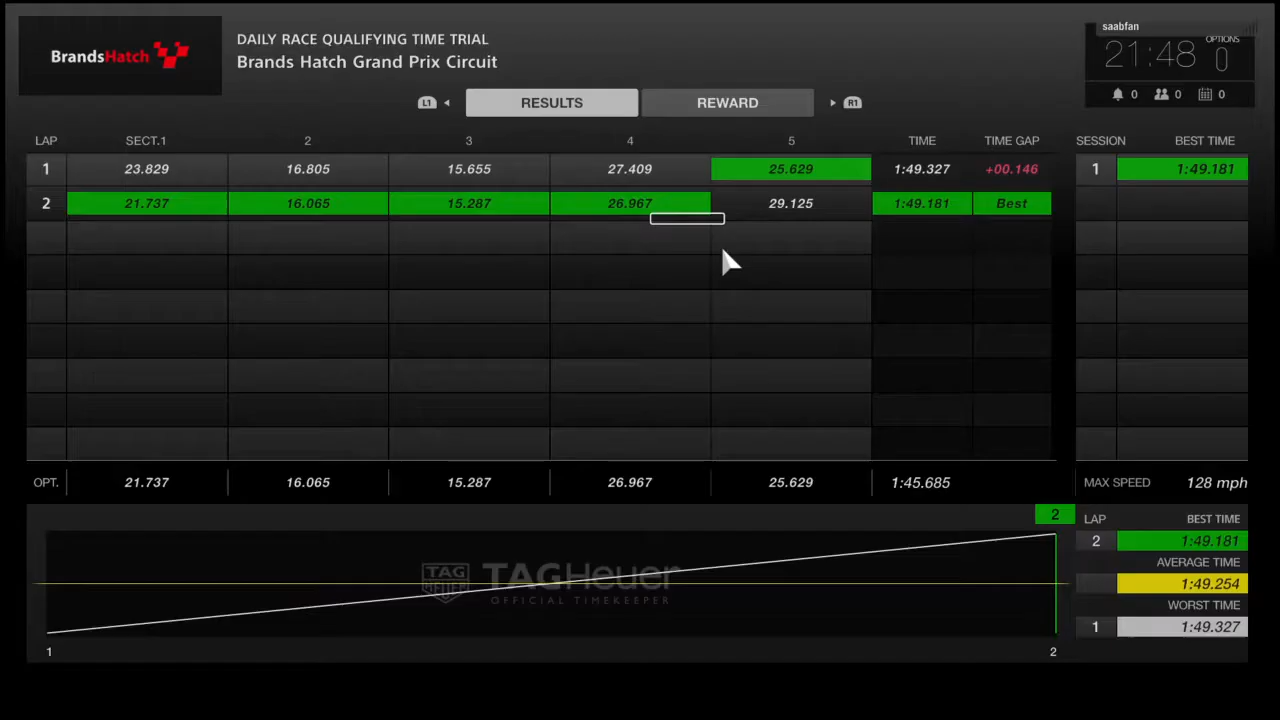 BrandsHatch
DAILY RACE QUALIFYING TIME TRIAL
Brands Hatch Grand Prix Circuit
saabfan
21:48
OPTIONS
0
0 0 0
L1 RESULTS REWARD R1
LAP SECT.1 2 3 4 5 TIME TIME GAP
1 23.829 16.805 15.655 27.409 25.629 1:49.327 +00.146
2 21.737 16.065 15.287 26.967 29.125 1:49.181 Best
OPT. 21.737 16.065 15.287 26.967 25.629 1:45.685
SESSION BEST TIME
1 1:49.181
MAX SPEED 128 mph
2
TAG HEUER
TAGHeuer
OFFICIAL TIMEKEEPER
1 2
LAP BEST TIME
2 1:49.181
AVERAGE TIME
1:49.254
WORST TIME
1 1:49.327